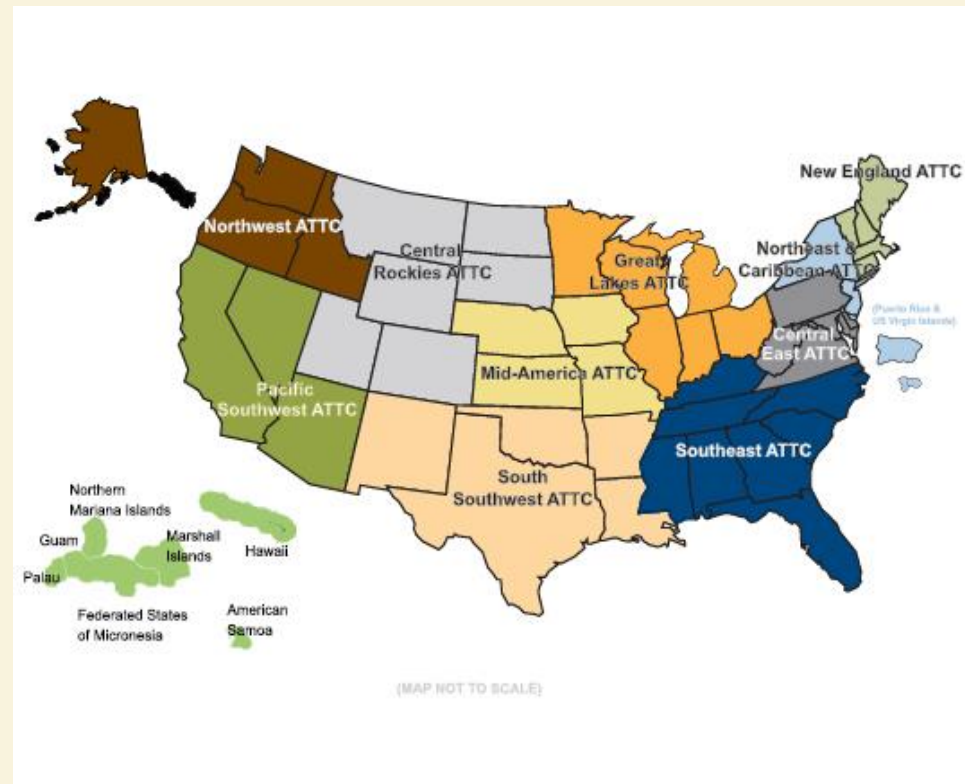 New England ATTC
Northwest ATTC
Central
Rockies ATTC
Great
Lakes ATTC
Northeast &
Caribbean ATTC
(Puerto Rico &
US Virgin Islands)
Central
East ATTC
Mid-America ATTC
Pacific
Southwest ATTC
Southeast ATTC
South
Southwest ATTC
Northern
Mariana Islands
Guam
Marshall
Islands
Hawaii
Palau
Federated States
of Micronesia
American
Samoa
(MAP NOT TO SCALE)